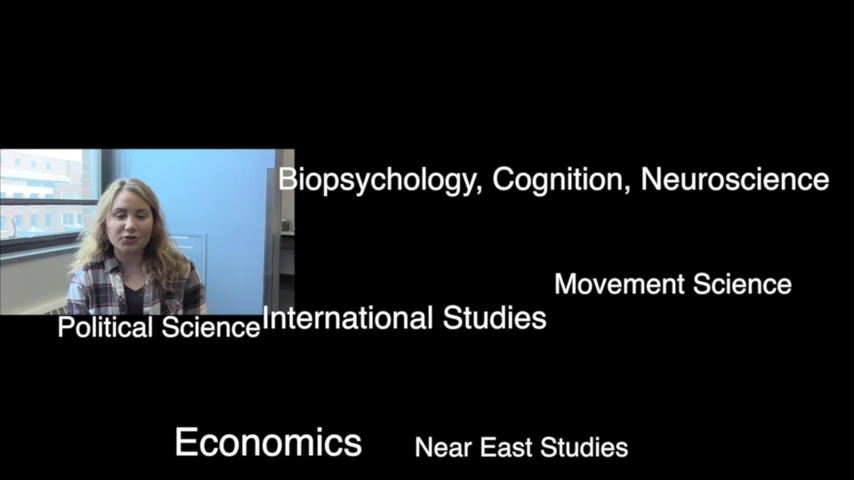 Biopsychology, Cognition, Neuroscience
Movement Science
International Studies
Political Science
Economics
Near East Studies